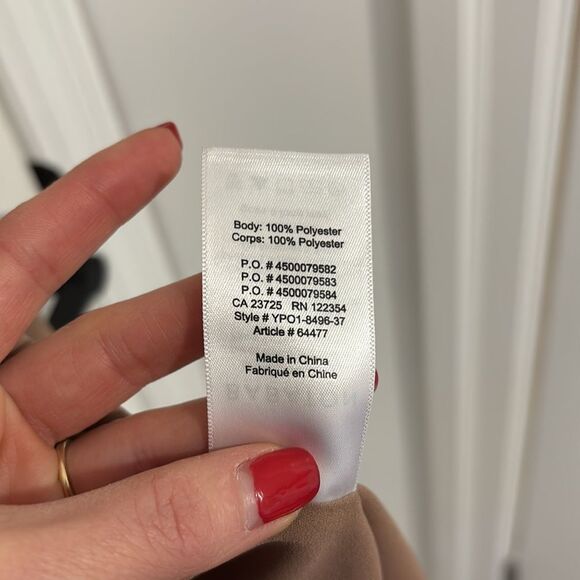 Body: 100% Polyester
Corps: 100% Polyester
P.O. # 4500079582
P.O. # 4500079583
P.O. # 4500079584
CA 23725 RN 122354
Style # YPO1-8496-37
Article # 64477
Made in China
Fabriqué en Chine